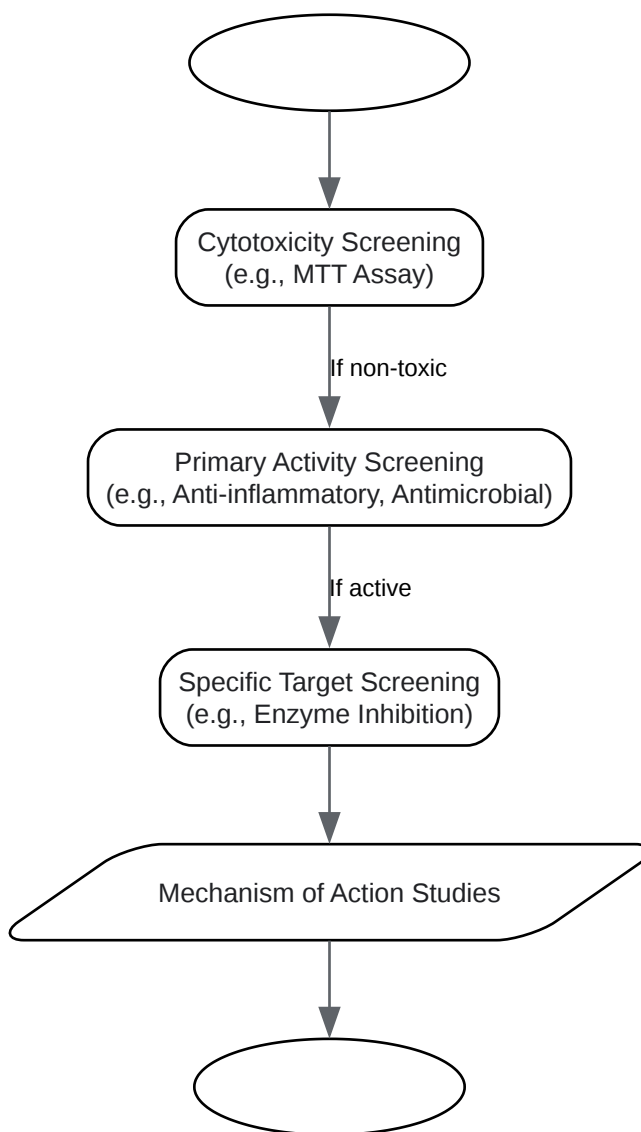 Cytotoxicity Screening
(e.g., MTT Assay)
If non-toxic
Primary Activity Screening
(e.g., Anti-inflammatory, Antimicrobial)
If active
Specific Target Screening
(e.g., Enzyme Inhibition)
Mechanism of Action Studies